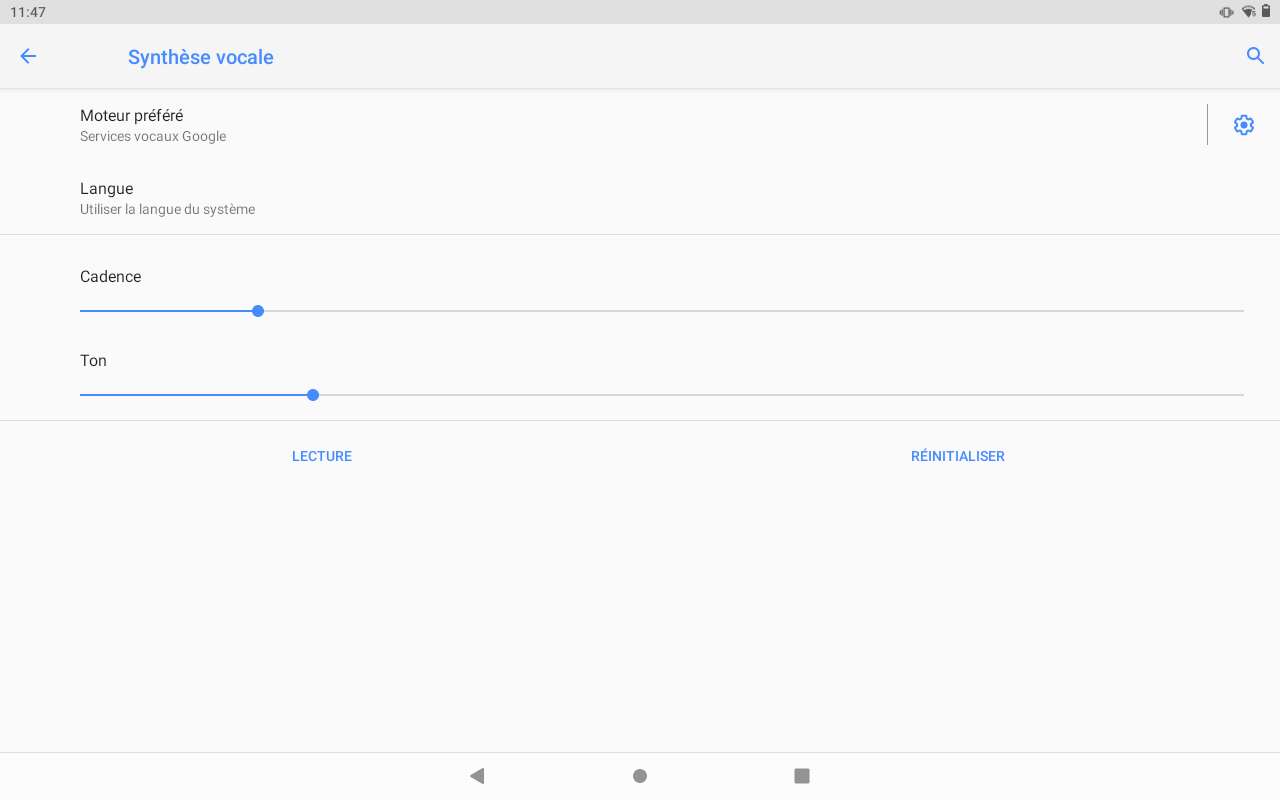 11:47
Synthèse vocale
Moteur préféré
Services vocaux Google
Langue
Utiliser la langue du système
Cadence
Ton
LECTURE
RÉINITIALISER